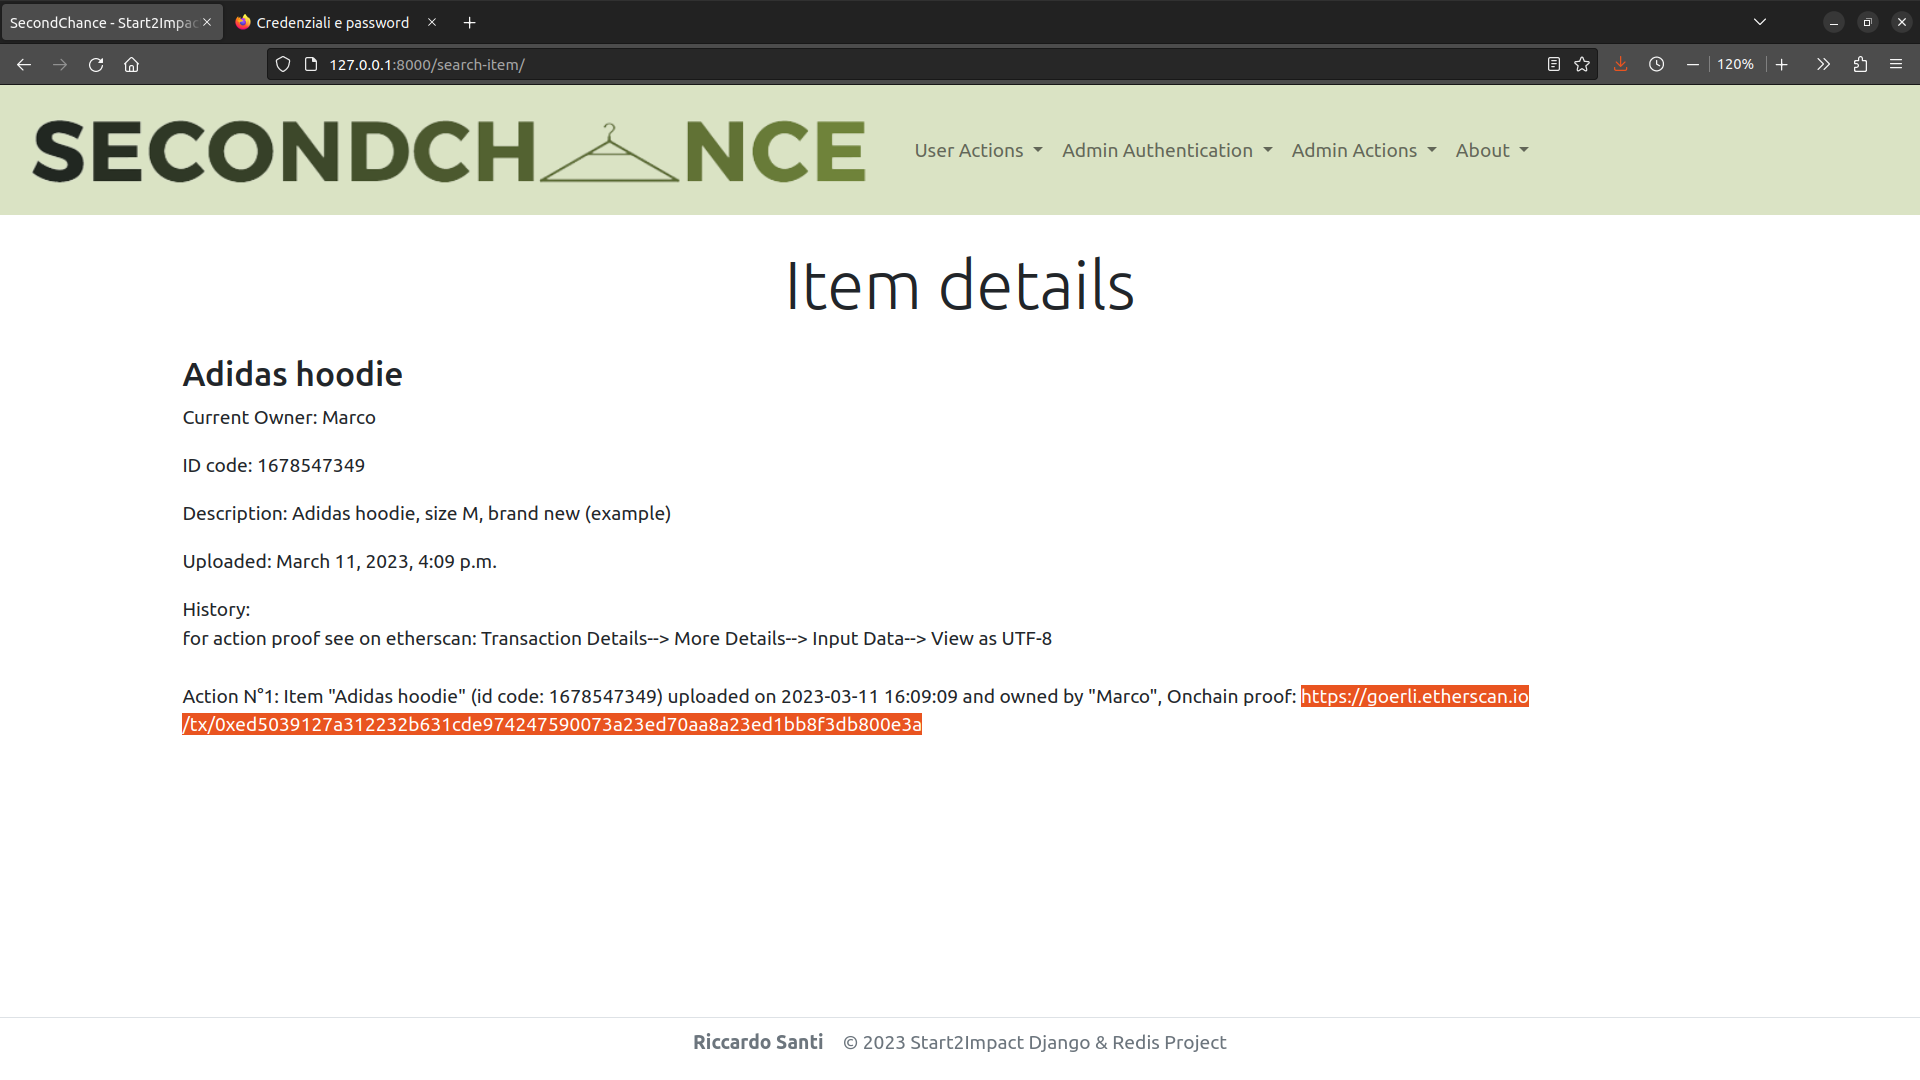 SecondChance - Start2Impac
Credenziali e password
127.0.0.1:8000/search-item/
120%
SECONDCH NCE
User Actions
Admin Authentication
Admin Actions
About
Item details
Adidas hoodie
Current Owner: Marco
ID code: 1678547349
Description: Adidas hoodie, size M, brand new (example)
Uploaded: March 11, 2023, 4:09 p.m.
History:
for action proof see on etherscan: Transaction Details--> More Details--> Input Data--> View as UTF-8
Action N°1: Item "Adidas hoodie" (id code: 1678547349) uploaded on 2023-03-11 16:09:09 and owned by "Marco", Onchain proof: https://goerli.etherscan.io
/tx/0xed5039127a312232b631cde974247590073a23ed70aa8a23ed1bb8f3db800e3a
Riccardo Santi © 2023 Start2Impact Django & Redis Project